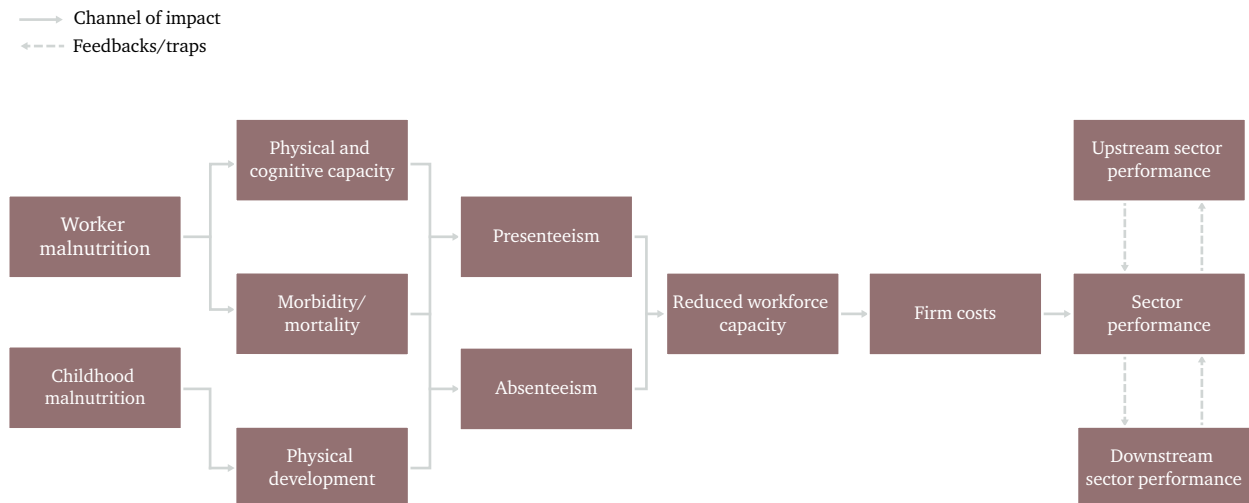 Channel of impact
Feedbacks/traps
Worker
malnutrition
Childhood
malnutrition
Physical and
cognitive capacity
Morbidity/
mortality
Physical
development
Presenteeism
Absenteeism
Reduced workforce
capacity
Firm costs
Upstream sector
performance
Sector
performance
Downstream
sector performance